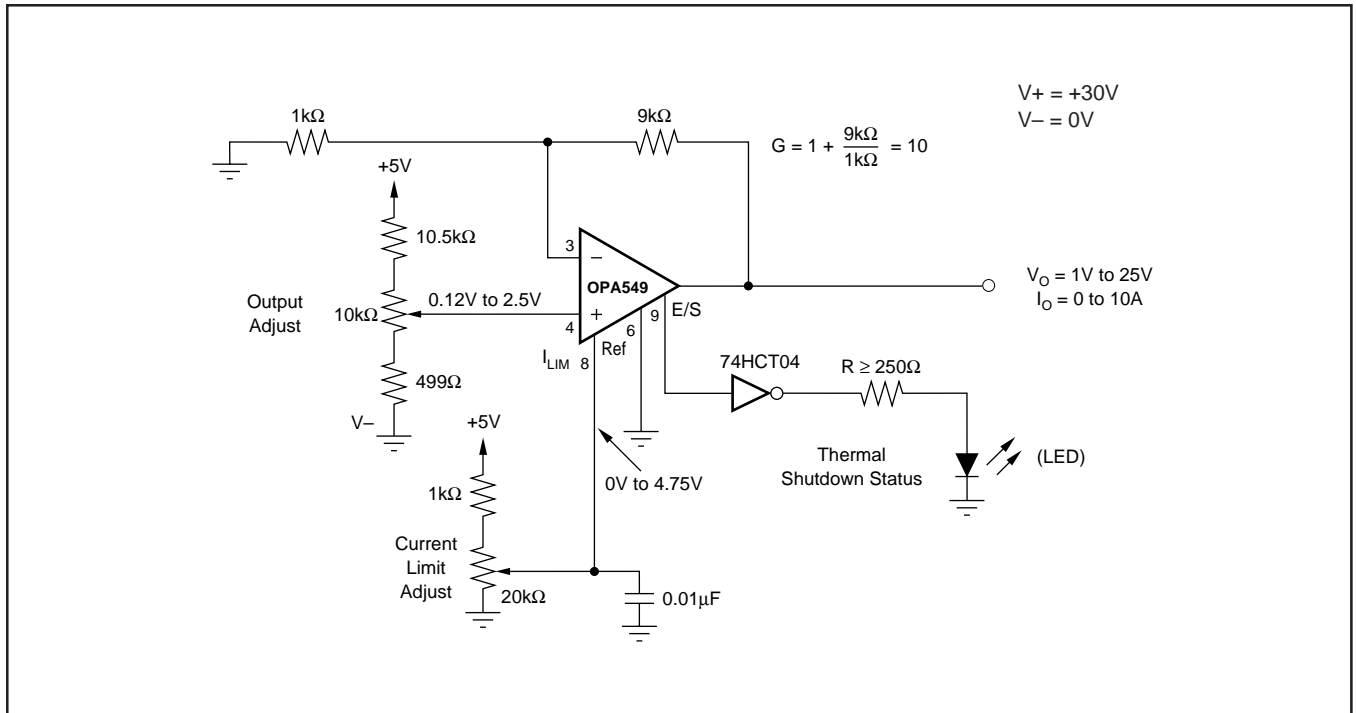 V+ = +30V
V– = 0V
1kΩ
9kΩ
G = 1 + 9kΩ/1kΩ = 10
+5V
10.5kΩ
3
–
OPA549
Output
Adjust
10kΩ
0.12V to 2.5V
4
+
9
E/S
6
Ref
I_LIM 8
V_O = 1V to 25V
I_O = 0 to 10A
74HCT04
R ≥ 250Ω
499Ω
V–
+5V
0V to 4.75V
Thermal
Shutdown Status
(LED)
1kΩ
Current
Limit
Adjust
20kΩ
0.01µF